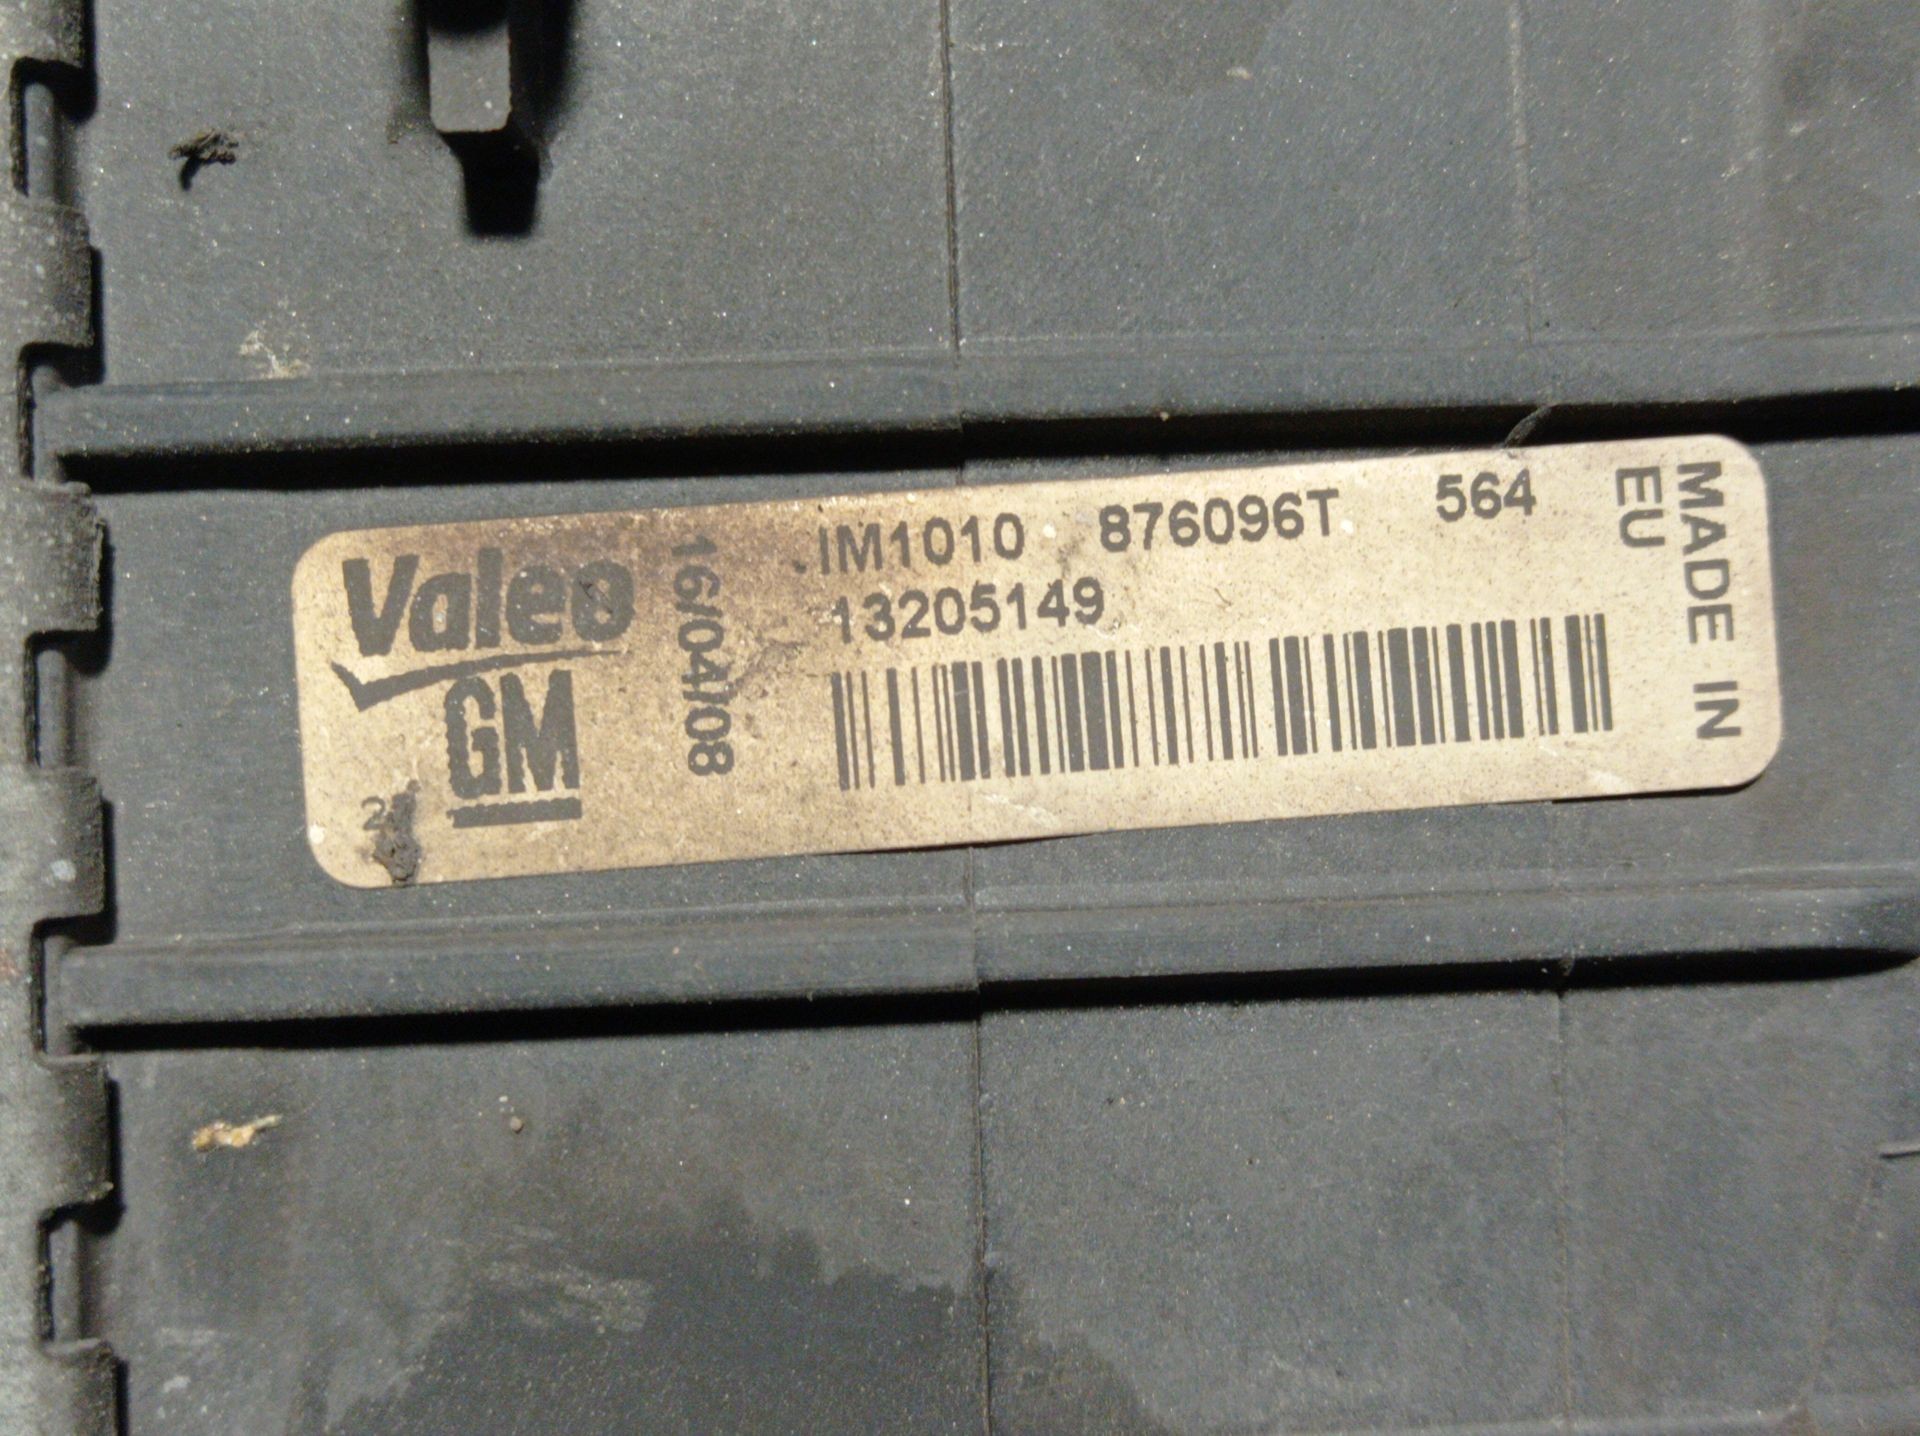 Valeo
GM
16/04/08
IM1010 876096T 564
13205149
MADE IN
EU